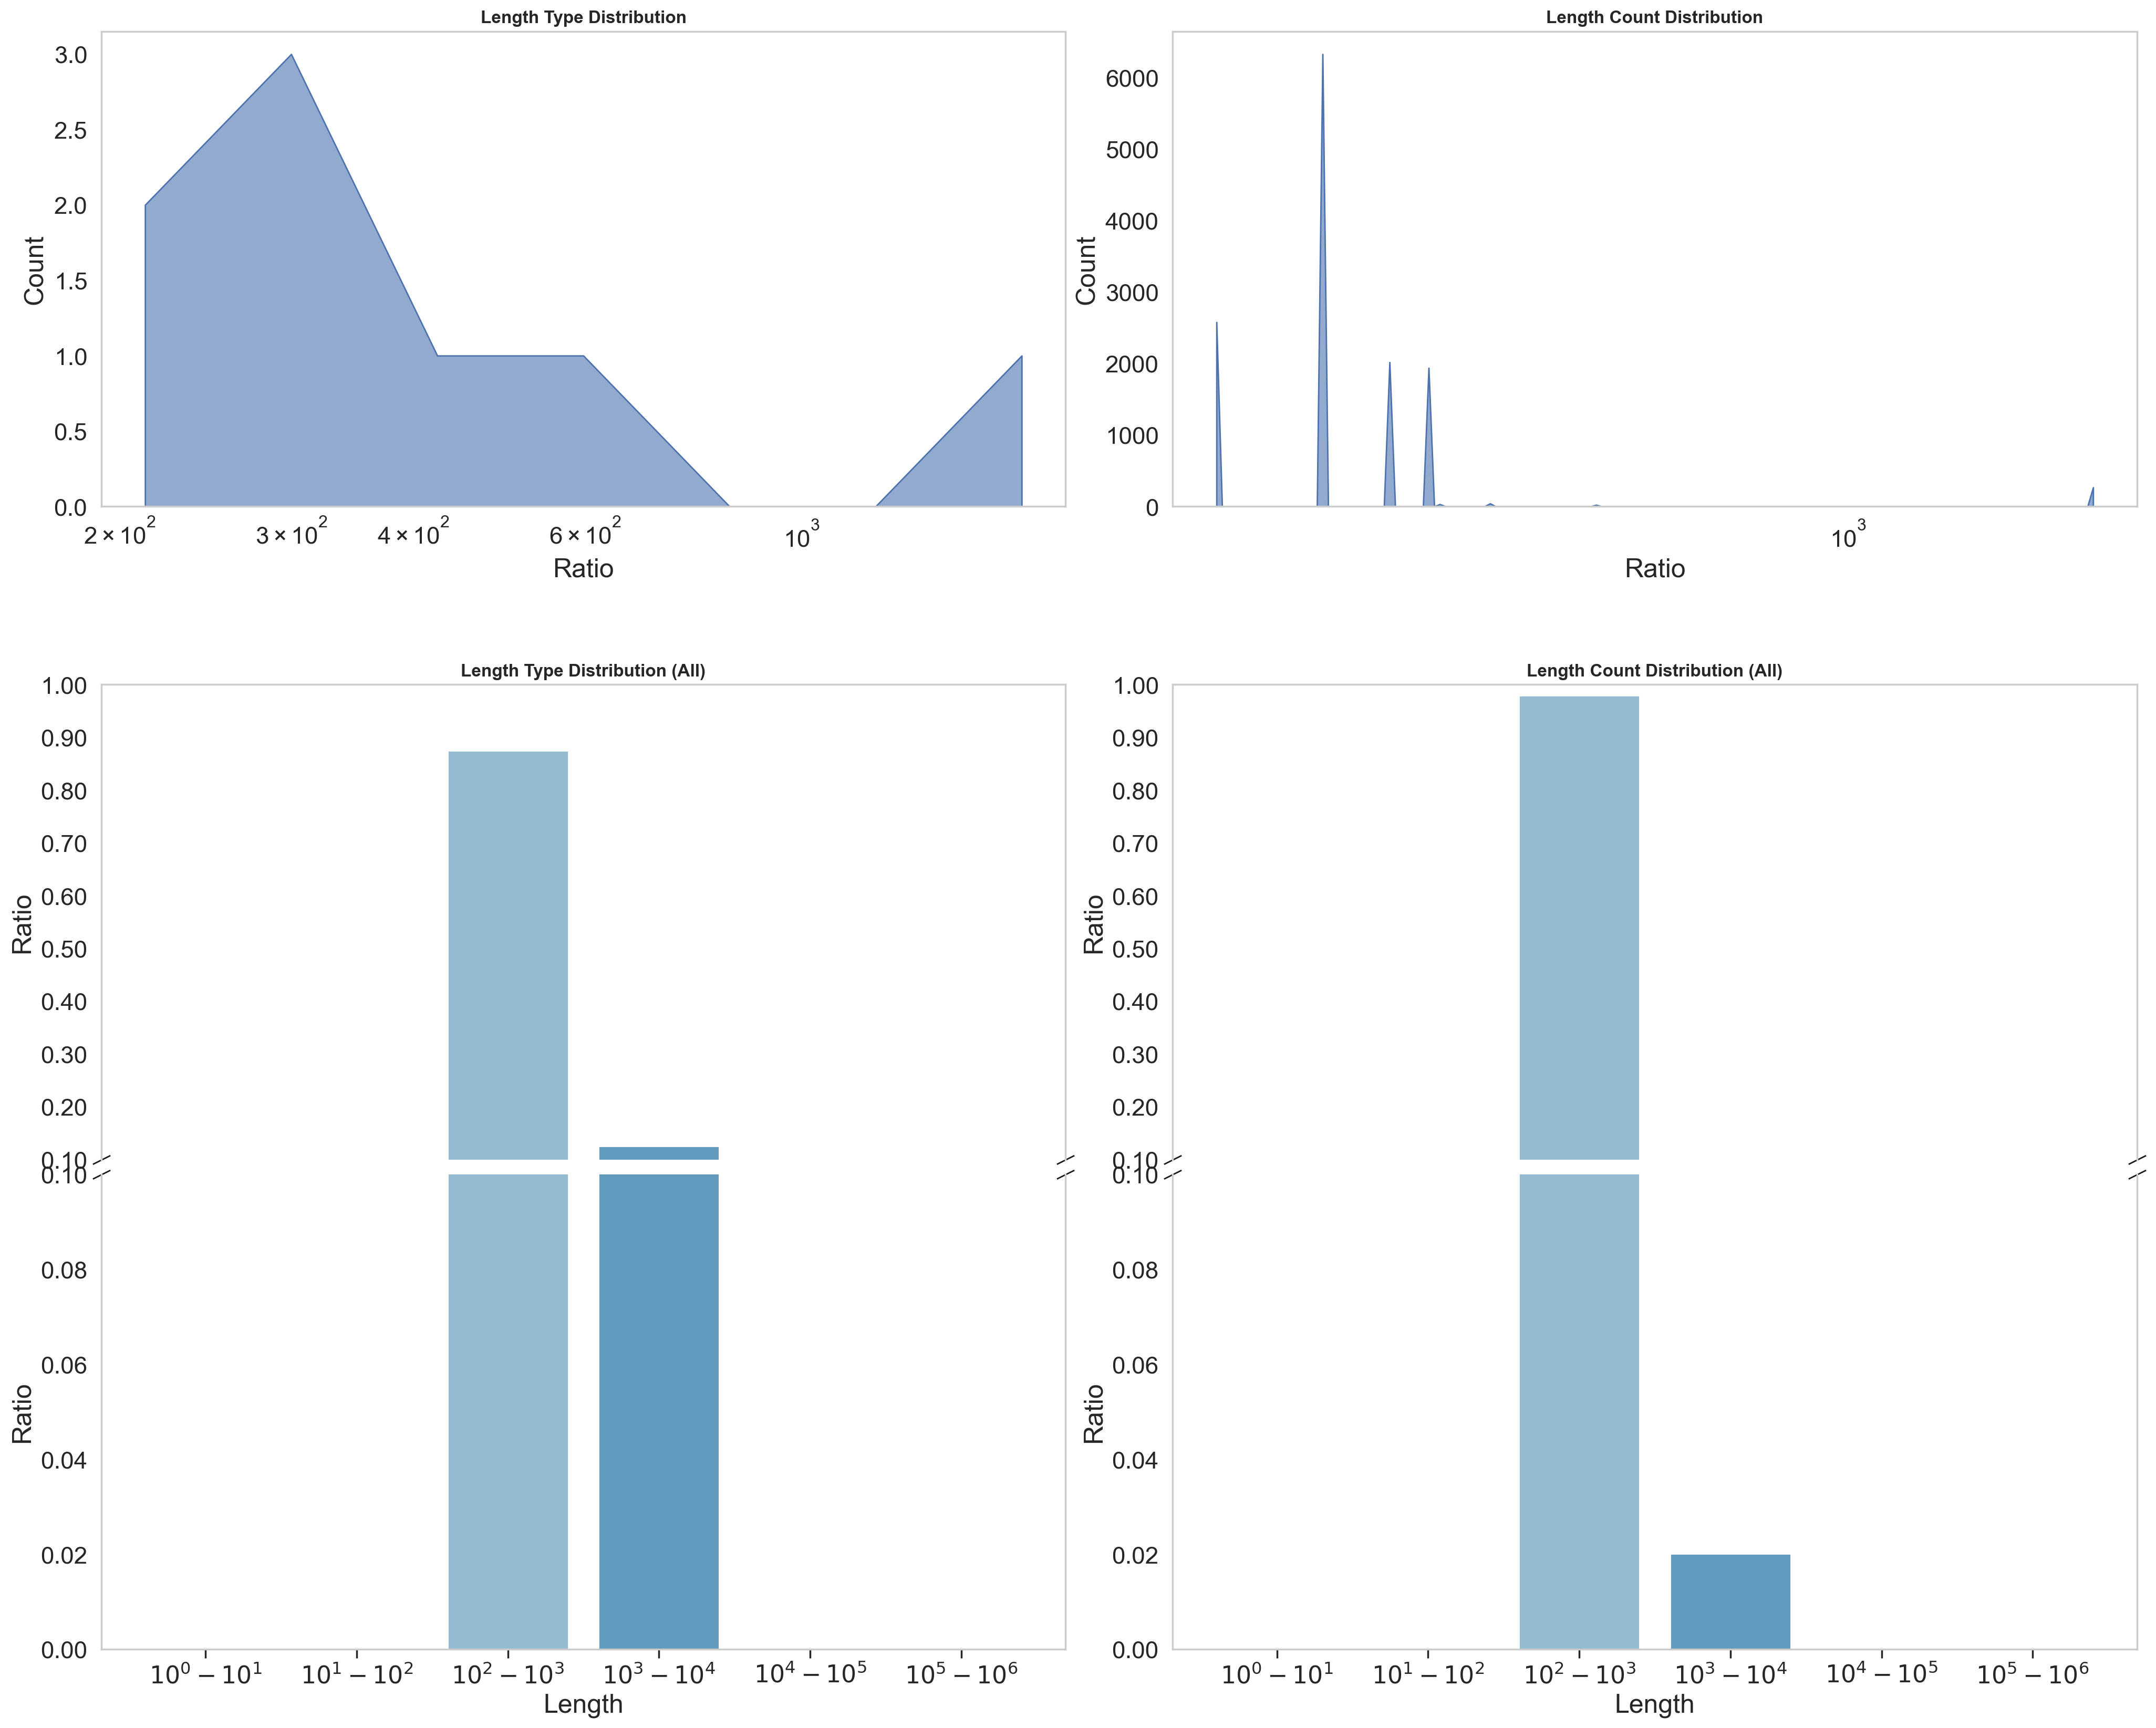 Length Type Distribution
3.0
2.5
2.0
1.5
1.0
0.5
0.0
Count
2 × 10²
3 × 10²
4 × 10²
6 × 10²
10³
Ratio
Length Count Distribution
6000
5000
4000
3000
2000
1000
0
Count
10³
Ratio
Length Type Distribution (All)
1.00
0.90
0.80
0.70
0.60
0.50
0.40
0.30
0.20
0.10
Ratio
0.10
0.08
0.06
0.04
0.02
0.00
Ratio
10⁰ − 10¹
10¹ − 10²
10² − 10³
10³ − 10⁴
10⁴ − 10⁵
10⁵ − 10⁶
Length
Length Count Distribution (All)
1.00
0.90
0.80
0.70
0.60
0.50
0.40
0.30
0.20
0.10
Ratio
0.10
0.08
0.06
0.04
0.02
0.00
Ratio
10⁰ − 10¹
10¹ − 10²
10² − 10³
10³ − 10⁴
10⁴ − 10⁵
10⁵ − 10⁶
Length